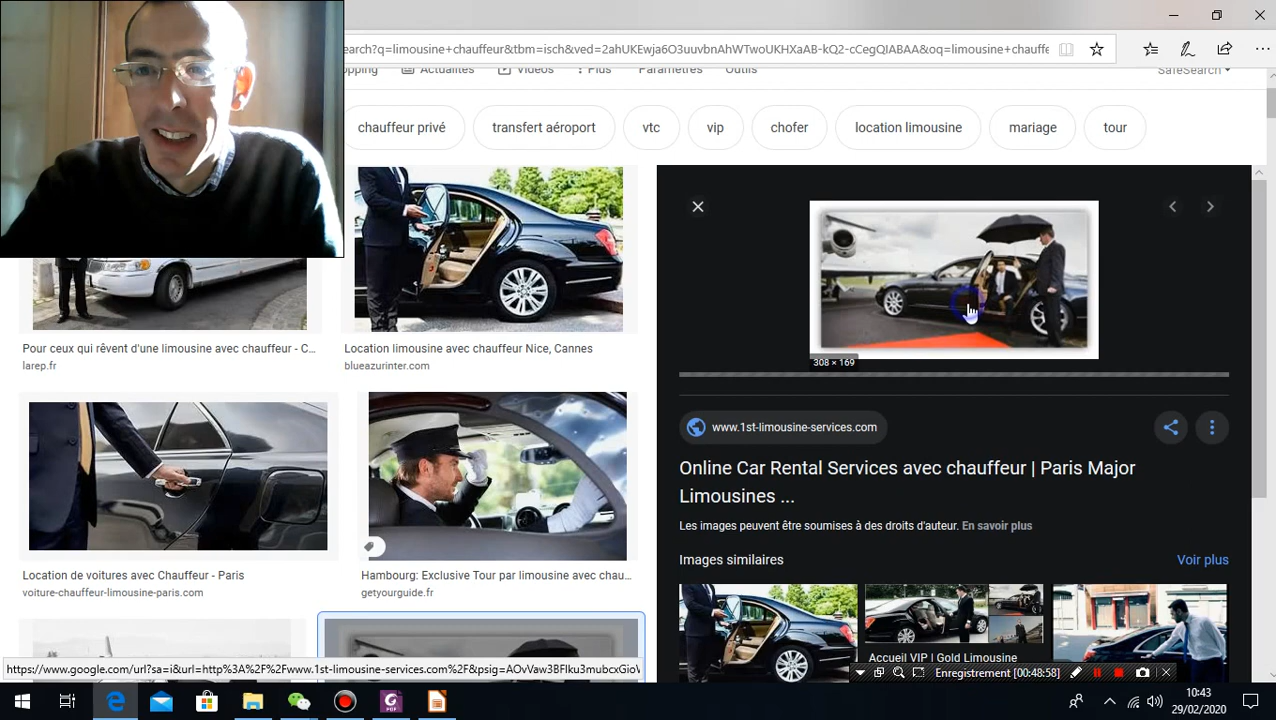 earch?q=limousine+chauffeur&tbm=isch&ved=2ahUKEwja6O3uuvbnAhWTwoUKHXaAB-kQ2-cCegQIABAA&oq=limousine+chauffe
opping Actualités Vidéos Plus Paramètres Outils SafeSearch
chauffeur privé
transfert aéroport
vtc
vip
chofer
location limousine
mariage
tour
Pour ceux qui rêvent d'une limousine avec chauffeur - C...
larep.fr
Location limousine avec chauffeur Nice, Cannes
blueazurinter.com
Location de voitures avec Chauffeur - Paris
voiture-chauffeur-limousine-paris.com
Hambourg: Exclusive Tour par limousine avec chau...
getyourguide.fr
308 × 169
www.1st-limousine-services.com
Online Car Rental Services avec chauffeur | Paris Major
Limousines ...
Les images peuvent être soumises à des droits d'auteur. En savoir plus
Images similaires
Voir plus
Accueil VIP | Gold Limousine
https://www.google.com/url?sa=i&url=http%3A%2F%2Fwww.1st-limousine-services.com%2F&psig=AOvVaw3BFIku3mubcxGio
Enregistrement [00:48:58]
PDF
10:43
29/02/2020